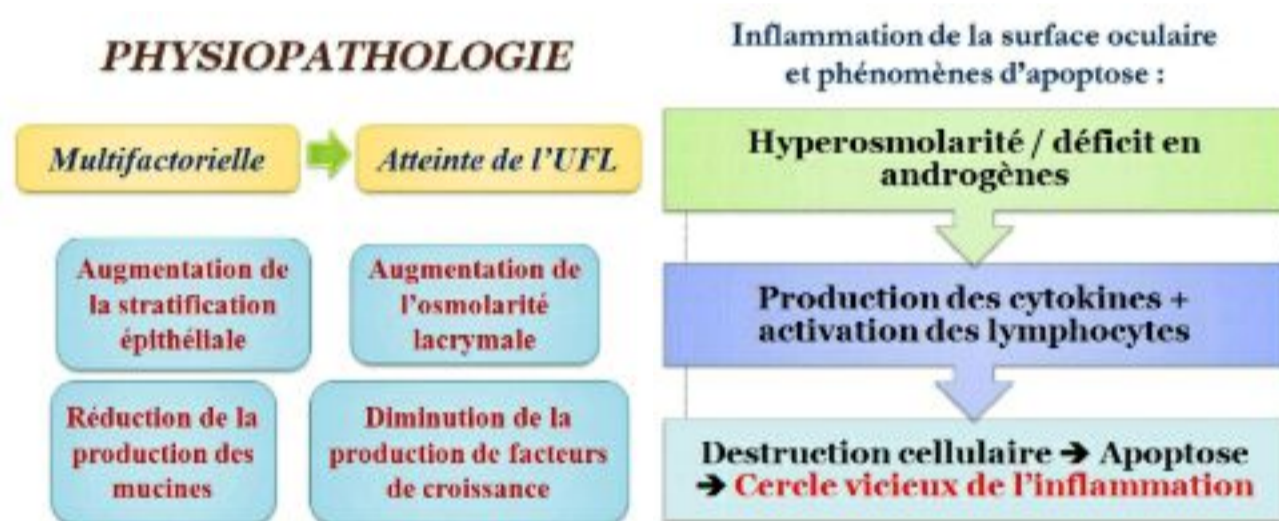 PHYSIOPATHOLOGIE
Multifactorielle
Atteinte de l'UFL
Augmentation de
la stratification
épithéliale
Augmentation de
l'osmolarité
lacrymale
Réduction de la
production des
mucines
Diminution de la
production de facteurs
de croissance
Inflammation de la surface oculaire
et phénomènes d'apoptose :
Hyperosmolarité / déficit en
androgènes
Production des cytokines +
activation des lymphocytes
Destruction cellulaire ➔ Apoptose
➔ Cercle vicieux de l'inflammation